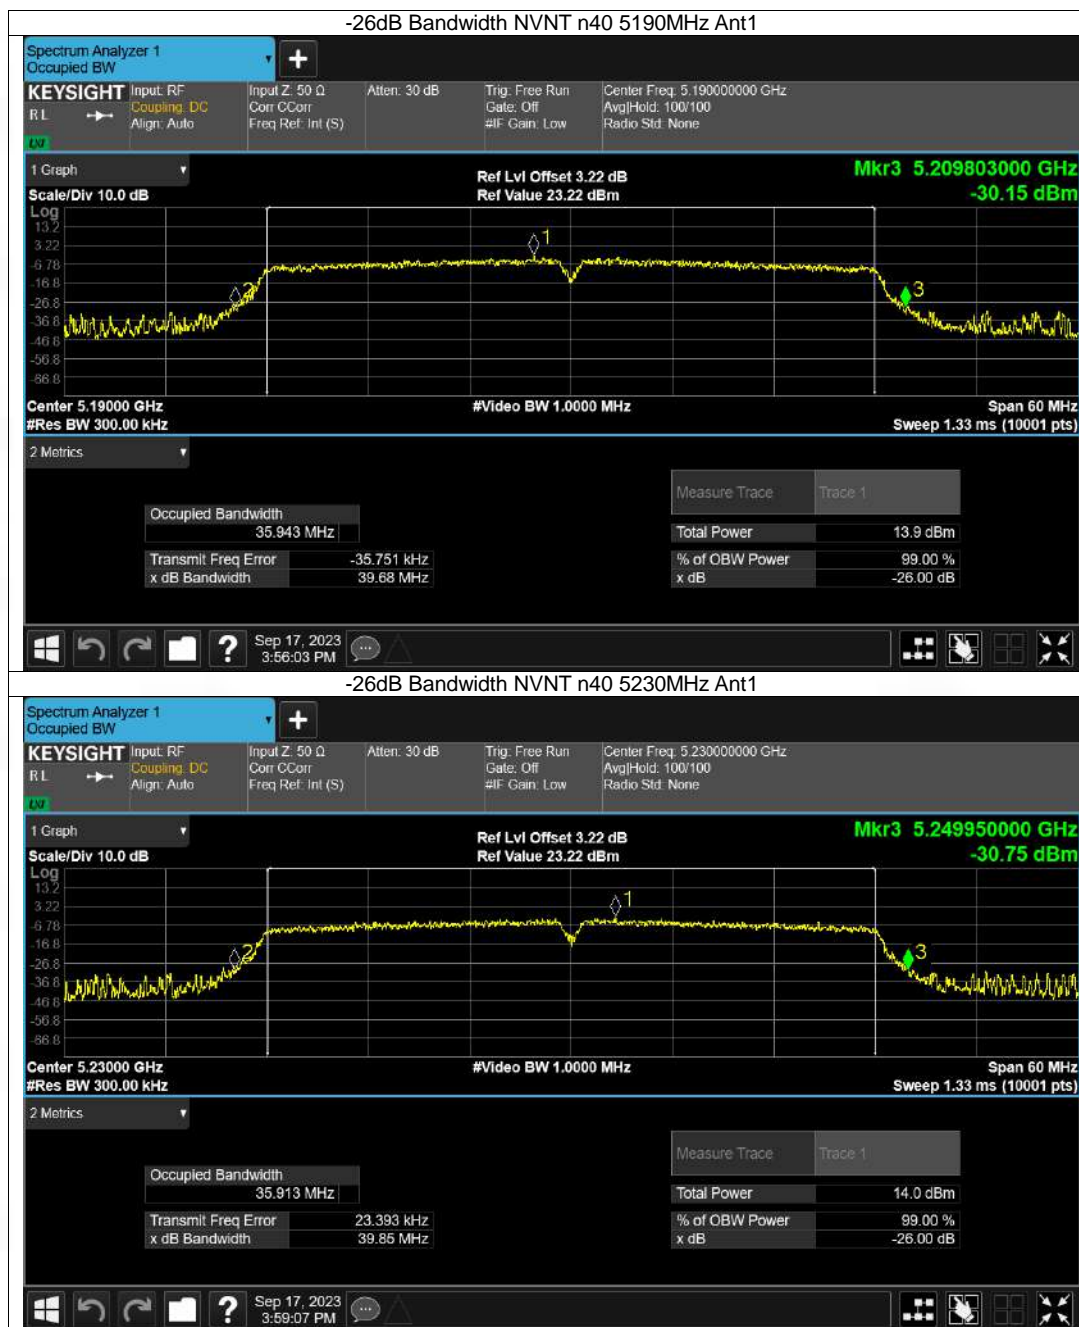 -26dB Bandwidth NVNT n40 5190MHz Ant1
Spectrum Analyzer 1
Occupied BW
+
KEYSIGHT Input: RF Input Z: 50 Ω Atten: 30 dB Trig: Free Run Center Freq: 5.190000000 GHz
RL Coupling: DC Corr CCorr Gate: Off Avg|Hold: 100/100
Align: Auto Freq Ref: Int (S) #IF Gain: Low Radio Std: None
LXI
1 Graph Ref Lvl Offset 3.22 dB Mkr3 5.209803000 GHz
Scale/Div 10.0 dB Ref Value 23.22 dBm -30.15 dBm
Log
13.2
3.22
-6.78
-16.8
-26.8
-36.8
-46.8
-56.8
-66.8
1
2
3
Center 5.19000 GHz #Video BW 1.0000 MHz Span 60 MHz
#Res BW 300.00 kHz Sweep 1.33 ms (10001 pts)
2 Metrics
Measure Trace Trace 1
Occupied Bandwidth
35.943 MHz Total Power 13.9 dBm
Transmit Freq Error -35.751 kHz % of OBW Power 99.00 %
x dB Bandwidth 39.68 MHz x dB -26.00 dB
? Sep 17, 2023
3:56:03 PM
-26dB Bandwidth NVNT n40 5230MHz Ant1
Spectrum Analyzer 1
Occupied BW
+
KEYSIGHT Input: RF Input Z: 50 Ω Atten: 30 dB Trig: Free Run Center Freq: 5.230000000 GHz
RL Coupling: DC Corr CCorr Gate: Off Avg|Hold: 100/100
Align: Auto Freq Ref: Int (S) #IF Gain: Low Radio Std: None
LXI
1 Graph Ref Lvl Offset 3.22 dB Mkr3 5.249950000 GHz
Scale/Div 10.0 dB Ref Value 23.22 dBm -30.75 dBm
Log
13.2
3.22
-6.78
-16.8
-26.8
-36.8
-46.8
-56.8
-66.8
1
2
3
Center 5.23000 GHz #Video BW 1.0000 MHz Span 60 MHz
#Res BW 300.00 kHz Sweep 1.33 ms (10001 pts)
2 Metrics
Measure Trace Trace 1
Occupied Bandwidth
35.913 MHz Total Power 14.0 dBm
Transmit Freq Error 23.393 kHz % of OBW Power 99.00 %
x dB Bandwidth 39.85 MHz x dB -26.00 dB
? Sep 17, 2023
3:59:07 PM